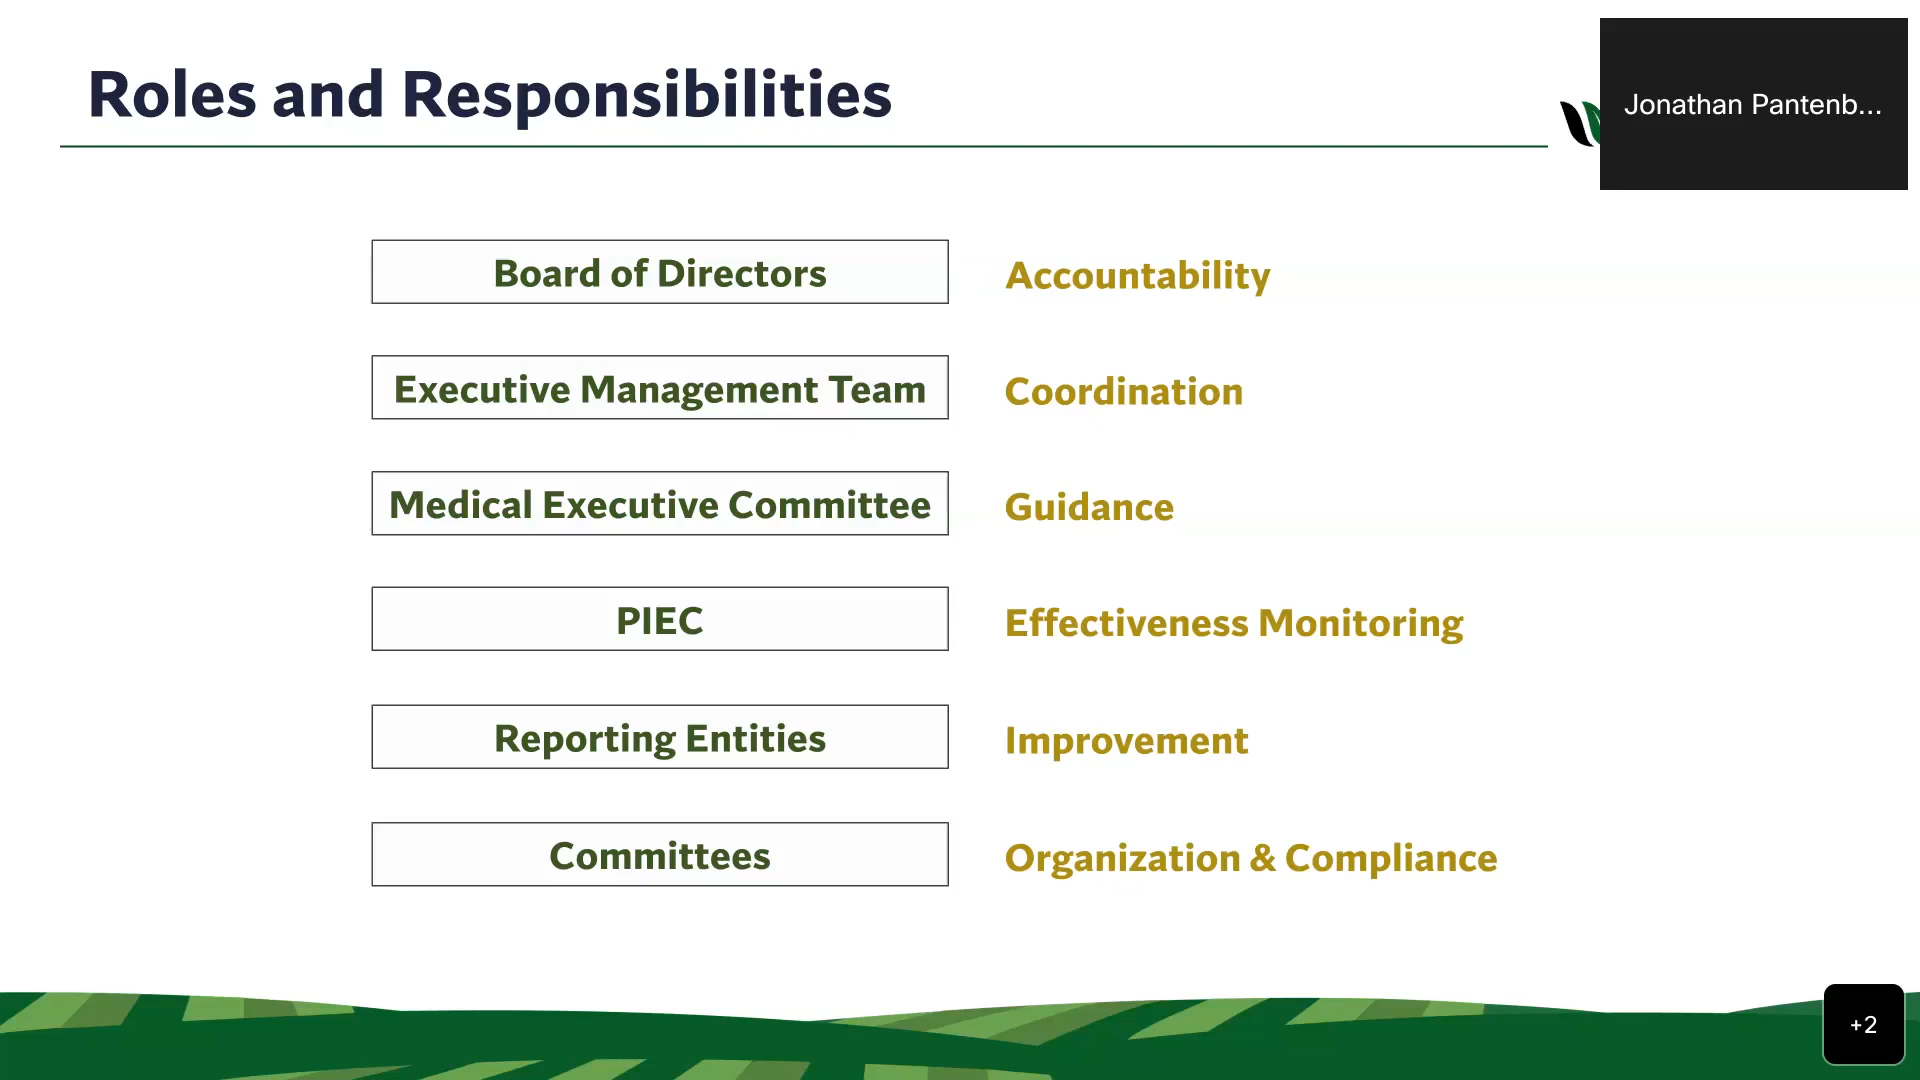 Roles and Responsibilities
Jonathan Pantenb...
Board of Directors Accountability
Executive Management Team Coordination
Medical Executive Committee Guidance
PIEC Effectiveness Monitoring
Reporting Entities Improvement
Committees Organization & Compliance
+2